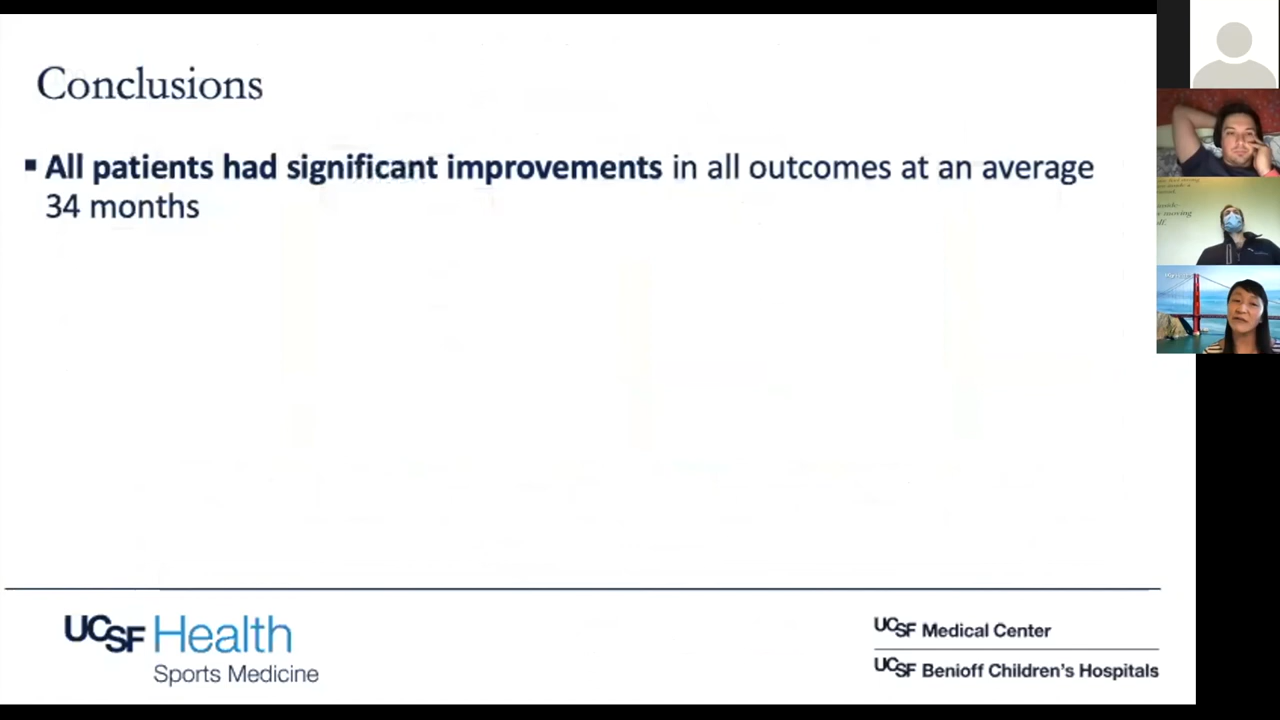 Conclusions
▪ All patients had significant improvements in all outcomes at an average
34 months
UCSF Health
Sports Medicine
UCSF Medical Center
UCSF Benioff Children's Hospitals
moving